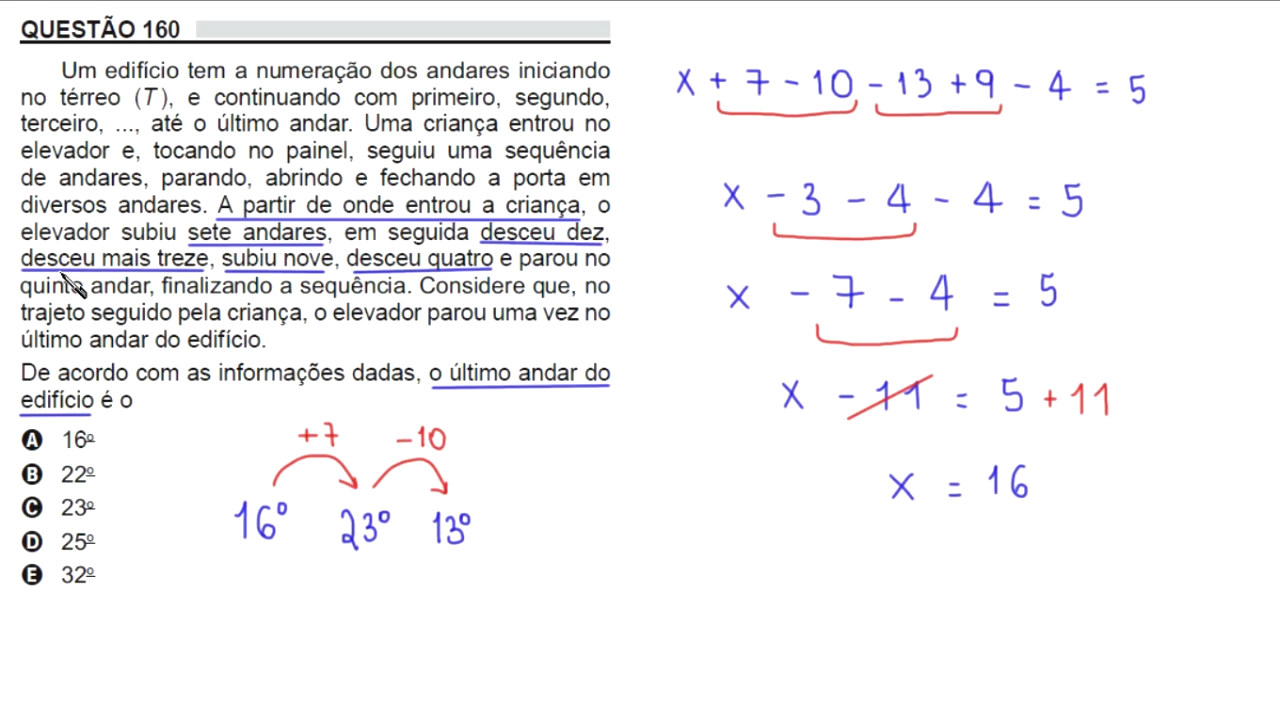 QUESTÃO 160
Um edifício tem a numeração dos andares iniciando
no térreo (T), e continuando com primeiro, segundo,
terceiro, ..., até o último andar. Uma criança entrou no
elevador e, tocando no painel, seguiu uma sequência
de andares, parando, abrindo e fechando a porta em
diversos andares. A partir de onde entrou a criança, o
elevador subiu sete andares, em seguida desceu dez,
desceu mais treze, subiu nove, desceu quatro e parou no
quinto andar, finalizando a sequência. Considere que, no
trajeto seguido pela criança, o elevador parou uma vez no
último andar do edifício.
De acordo com as informações dadas, o último andar do
edifício é o
A 16º
B 22º
C 23º
D 25º
E 32º
+7 -10
16º 23º 13º
x + 7 - 10 - 13 + 9 - 4 = 5
x - 3 - 4 - 4 = 5
x - 7 - 4 = 5
x - 11 = 5 + 11
x = 16